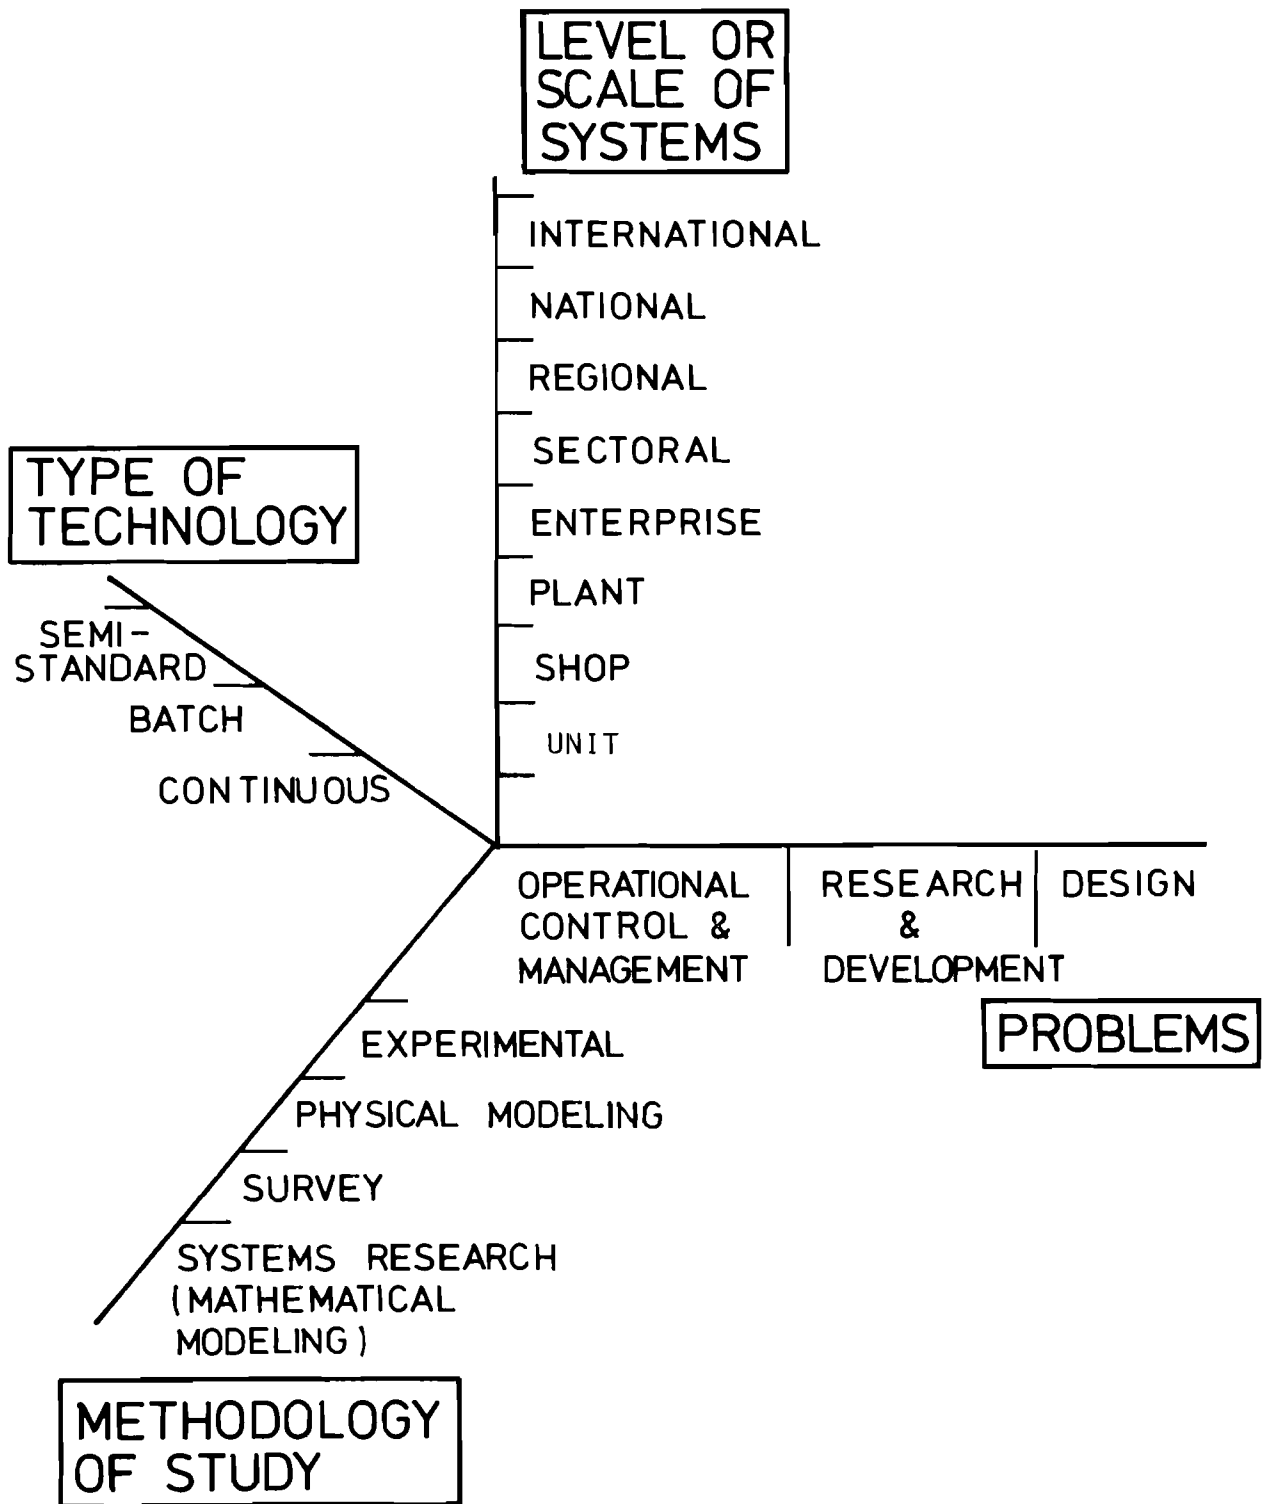 LEVEL OR
SCALE OF
SYSTEMS
INTERNATIONAL
NATIONAL
REGIONAL
SECTORAL
ENTERPRISE
PLANT
SHOP
UNIT
TYPE OF
TECHNOLOGY
SEMI-
STANDARD
BATCH
CONTINUOUS
OPERATIONAL
CONTROL &
MANAGEMENT
RESEARCH
&
DEVELOPMENT
DESIGN
PROBLEMS
EXPERIMENTAL
PHYSICAL MODELING
SURVEY
SYSTEMS RESEARCH
(MATHEMATICAL
MODELING)
METHODOLOGY
OF STUDY